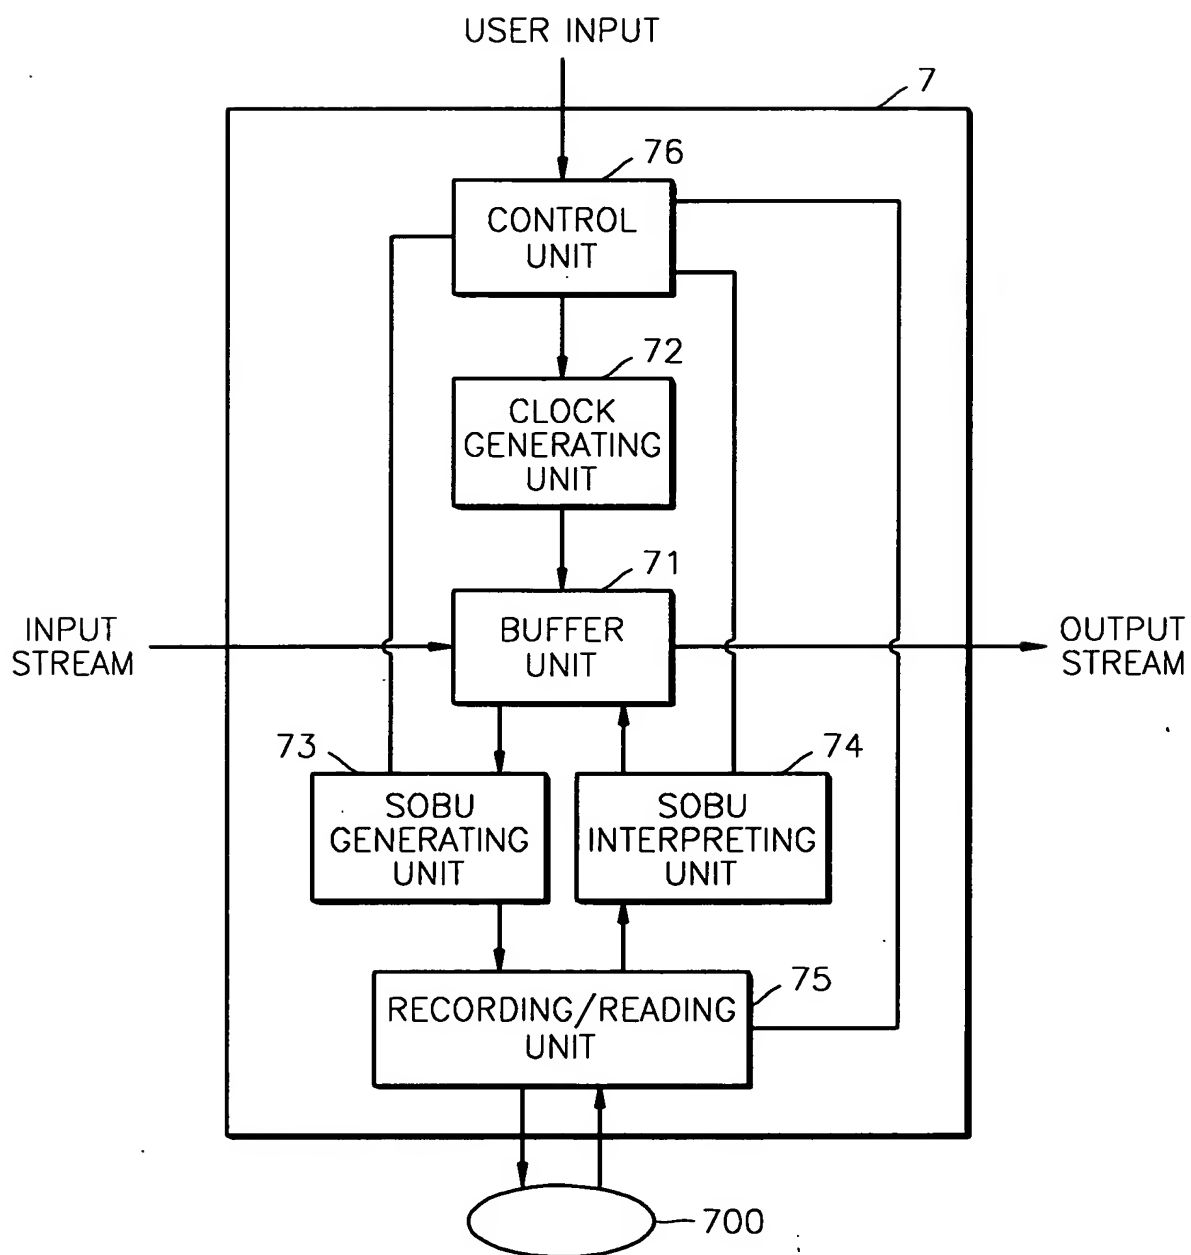 USER INPUT
7
76
CONTROL
UNIT
72
CLOCK
GENERATING
UNIT
71
BUFFER
UNIT
INPUT
STREAM
OUTPUT
STREAM
73
SOBU
GENERATING
UNIT
74
SOBU
INTERPRETING
UNIT
75
RECORDING/READING
UNIT
700